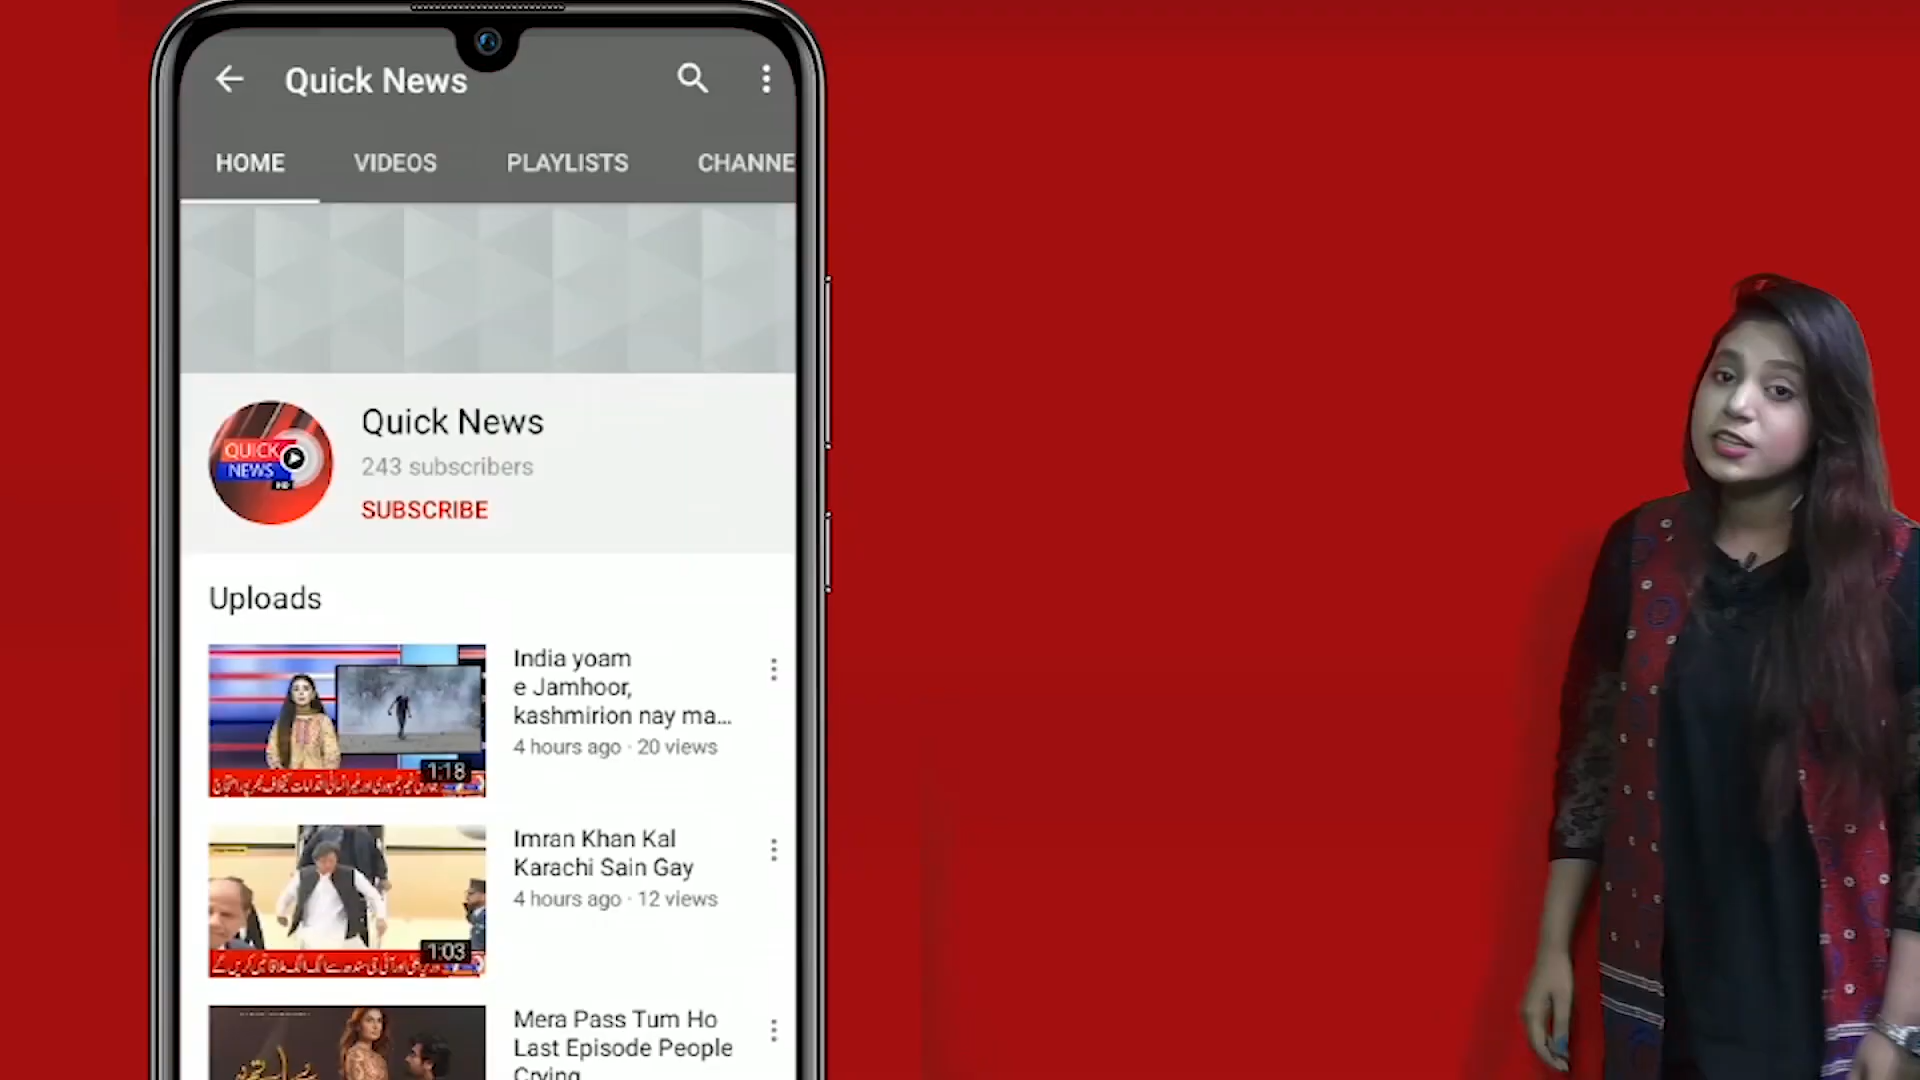 Quick News
HOME VIDEOS PLAYLISTS CHANNE
QUICK
NEWS
HD
Quick News
243 subscribers
SUBSCRIBE
Uploads
India yoam
e Jamhoor,
kashmirion nay ma...
4 hours ago · 20 views
1:18
Imran Khan Kal
Karachi Sain Gay
4 hours ago · 12 views
1:03
Mera Pass Tum Ho
Last Episode People
Crying